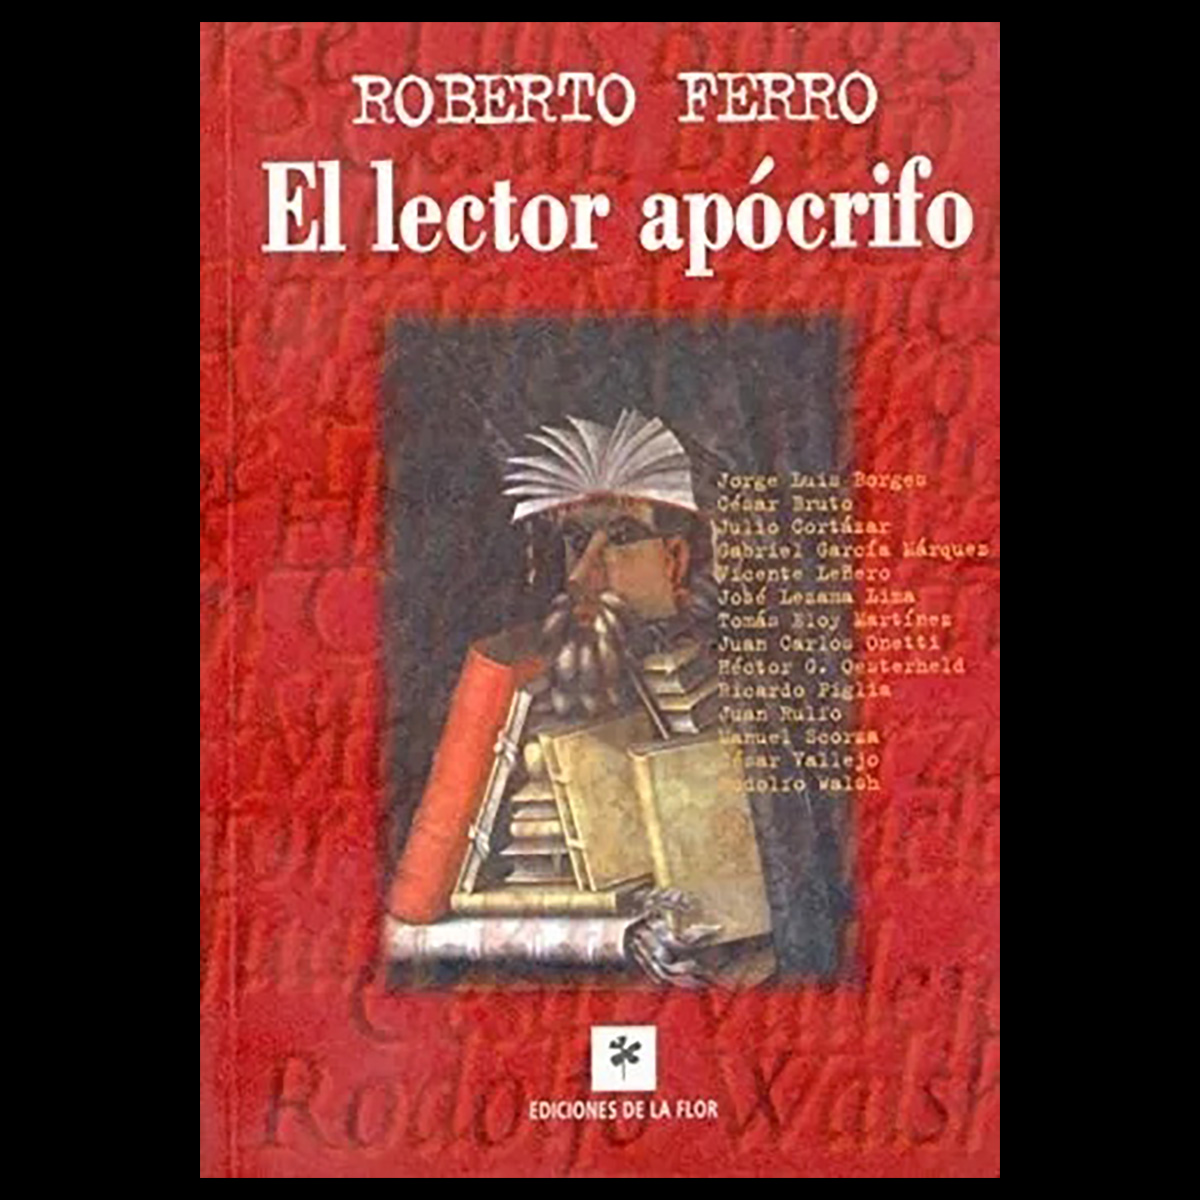 ROBERTO FERRO
El lector apócrifo
Jorge Luis Borges
César Bruto
Julio Cortázar
Gabriel García Márquez
Vicente Leñero
José Lezama Lima
Tomás Eloy Martínez
Juan Carlos Onetti
Héctor G. Oesterheld
Ricardo Piglia
Juan Rulfo
Manuel Scorza
César Vallejo
Rodolfo Walsh
EDICIONES DE LA FLOR
Rodolfo Walsh